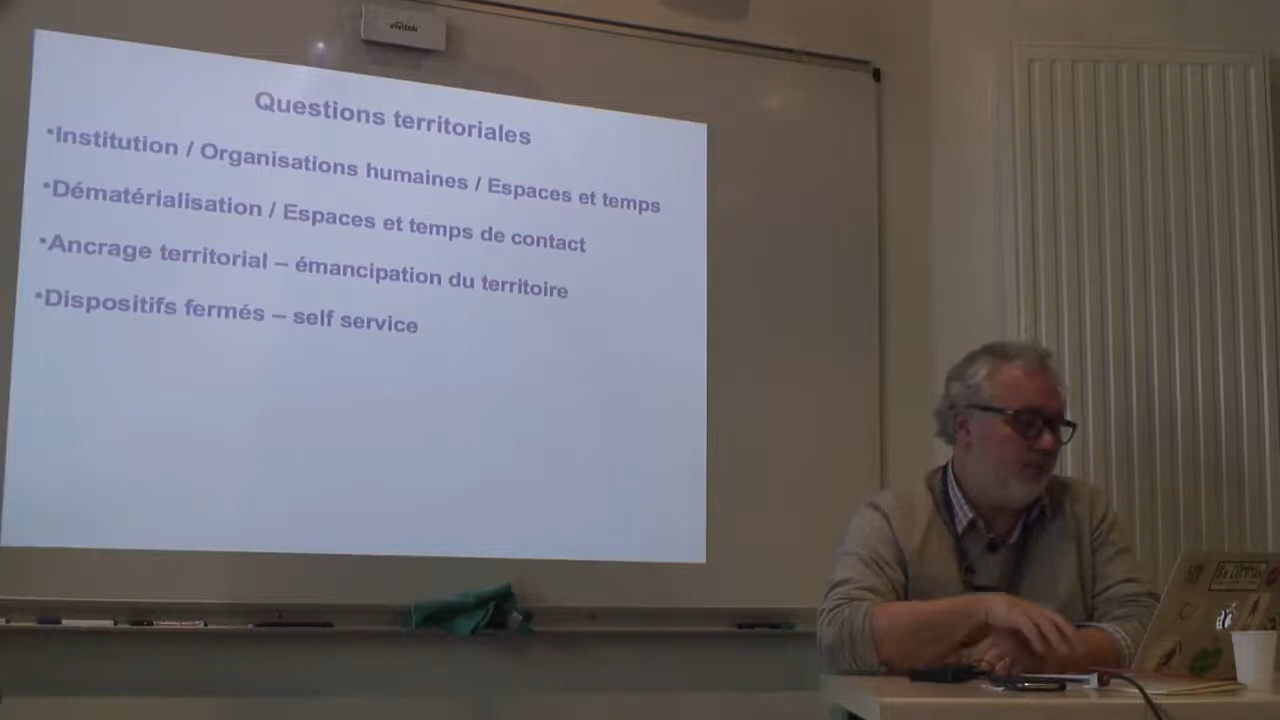 vivitek
Questions territoriales
•Institution / Organisations humaines / Espaces et temps
•Dématérialisation / Espaces et temps de contact
•Ancrage territorial – émancipation du territoire
•Dispositifs fermés – self service